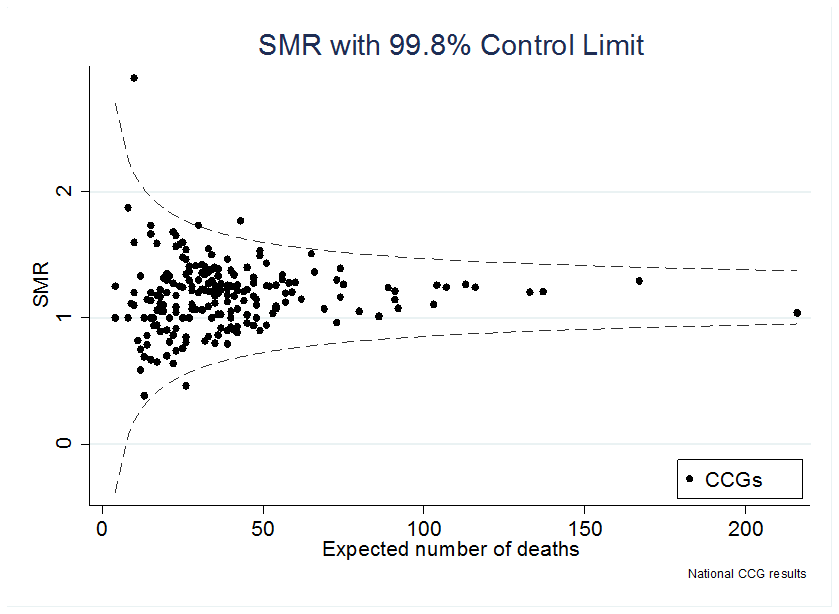 SMR with 99.8% Control Limit
2
SMR
1
0
CCGs
0 50 100 150 200
Expected number of deaths
National CCG results